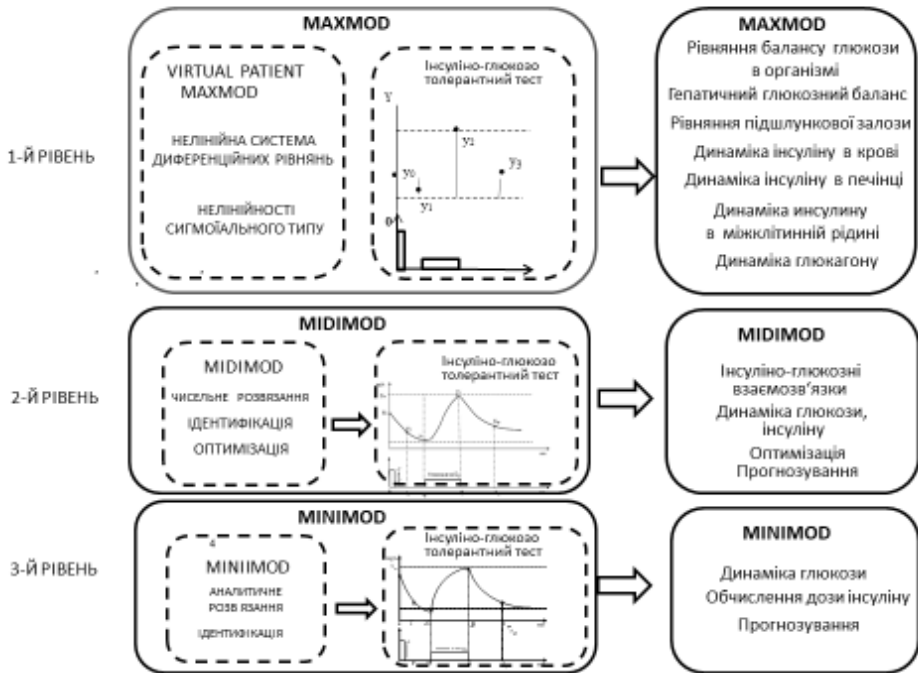 1-Й РІВЕНЬ
MAXMOD
VIRTUAL PATIENT
MAXMOD
НЕЛІНІЙНА СИСТЕМА
ДИФЕРЕНЦІЙНИХ РІВНЯНЬ
НЕЛІНІЙНОСТІ
СИГМОЇАЛЬНОГО ТИПУ
Інсуліно-глюкозо
толерантний тест
Y
y₀
y₁
y₂
y₃
MAXMOD
Рівняння балансу глюкози
в організмі
Гепатичний глюкозний баланс
Рівняння підшлункової залози
Динаміка інсуліну в крові
Динаміка інсуліну в печінці
Динаміка инсулину
в міжклітинній рідині
Динаміка глюкагону
2-Й РІВЕНЬ
MIDIMOD
MIDIMOD
ЧИСЕЛЬНЕ РОЗВЯЗАННЯ
ІДЕНТИФІКАЦІЯ
ОПТИМІЗАЦІЯ
Інсуліно-глюкозо
толерантний тест
MIDIMOD
Інсуліно-глюкозні
взаємозв'язки
Динаміка глюкози,
інсуліну
Оптимізація
Прогнозування
3-Й РІВЕНЬ
MINIMOD
4
MINIIMOD
АНАЛИТИЧНЕ
РОЗВ ЯЗАННЯ
ІДЕНТИФІКАЦІЯ
Інсуліно-глюкозо
толерантний тест
MINIMOD
Динаміка глюкози
Обчислення дози інсуліну
Прогнозування